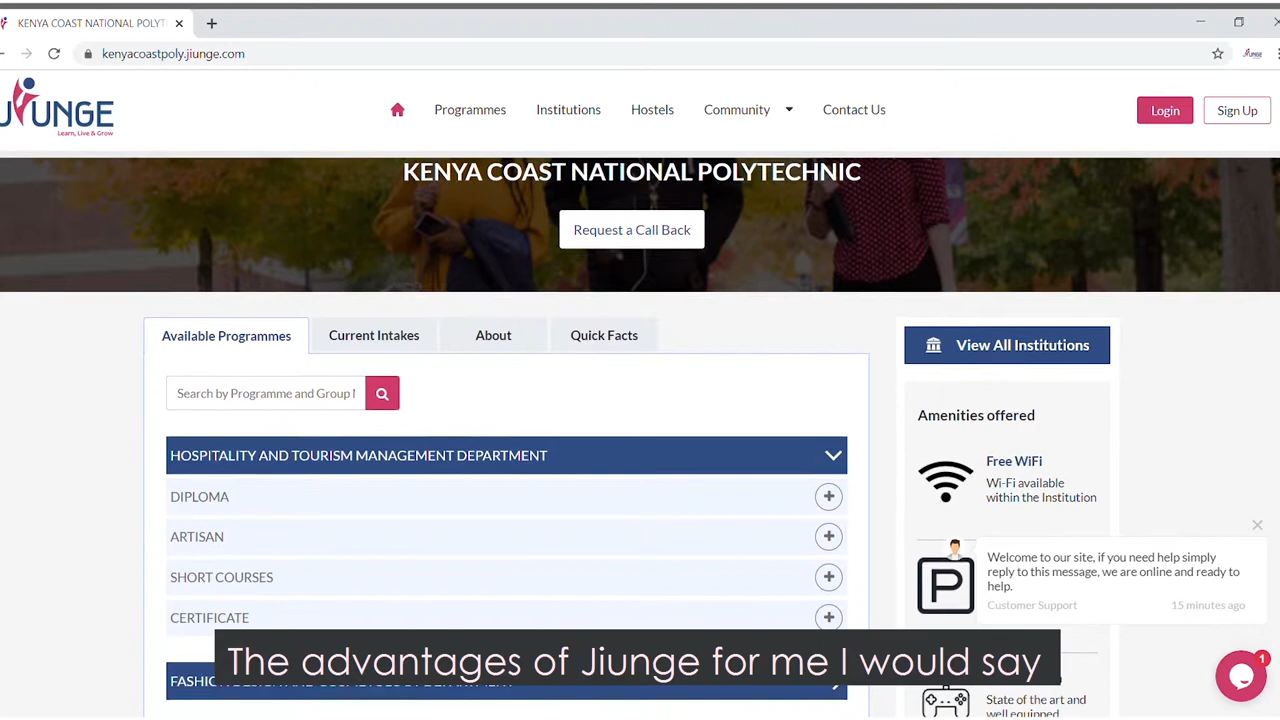 KENYA COAST NATIONAL POLYT
kenyacoastpoly.jiunge.com
JIUNGE
Learn, Live & Grow
Programmes
Institutions
Hostels
Community
Contact Us
Login
Sign Up
JIUNGE
KENYA COAST NATIONAL POLYTECHNIC
Request a Call Back
Available Programmes
Current Intakes
About
Quick Facts
Search by Programme and Group
HOSPITALITY AND TOURISM MANAGEMENT DEPARTMENT
DIPLOMA
ARTISAN
SHORT COURSES
CERTIFICATE
View All Institutions
Amenities offered
Free WiFi
Wi-Fi available
within the Institution
P
Welcome to our site, if you need help simply
reply to this message, we are online and ready to
help.
Customer Support
15 minutes ago
1
State of the art and
well equipped
The advantages of Jiunge for me I would say